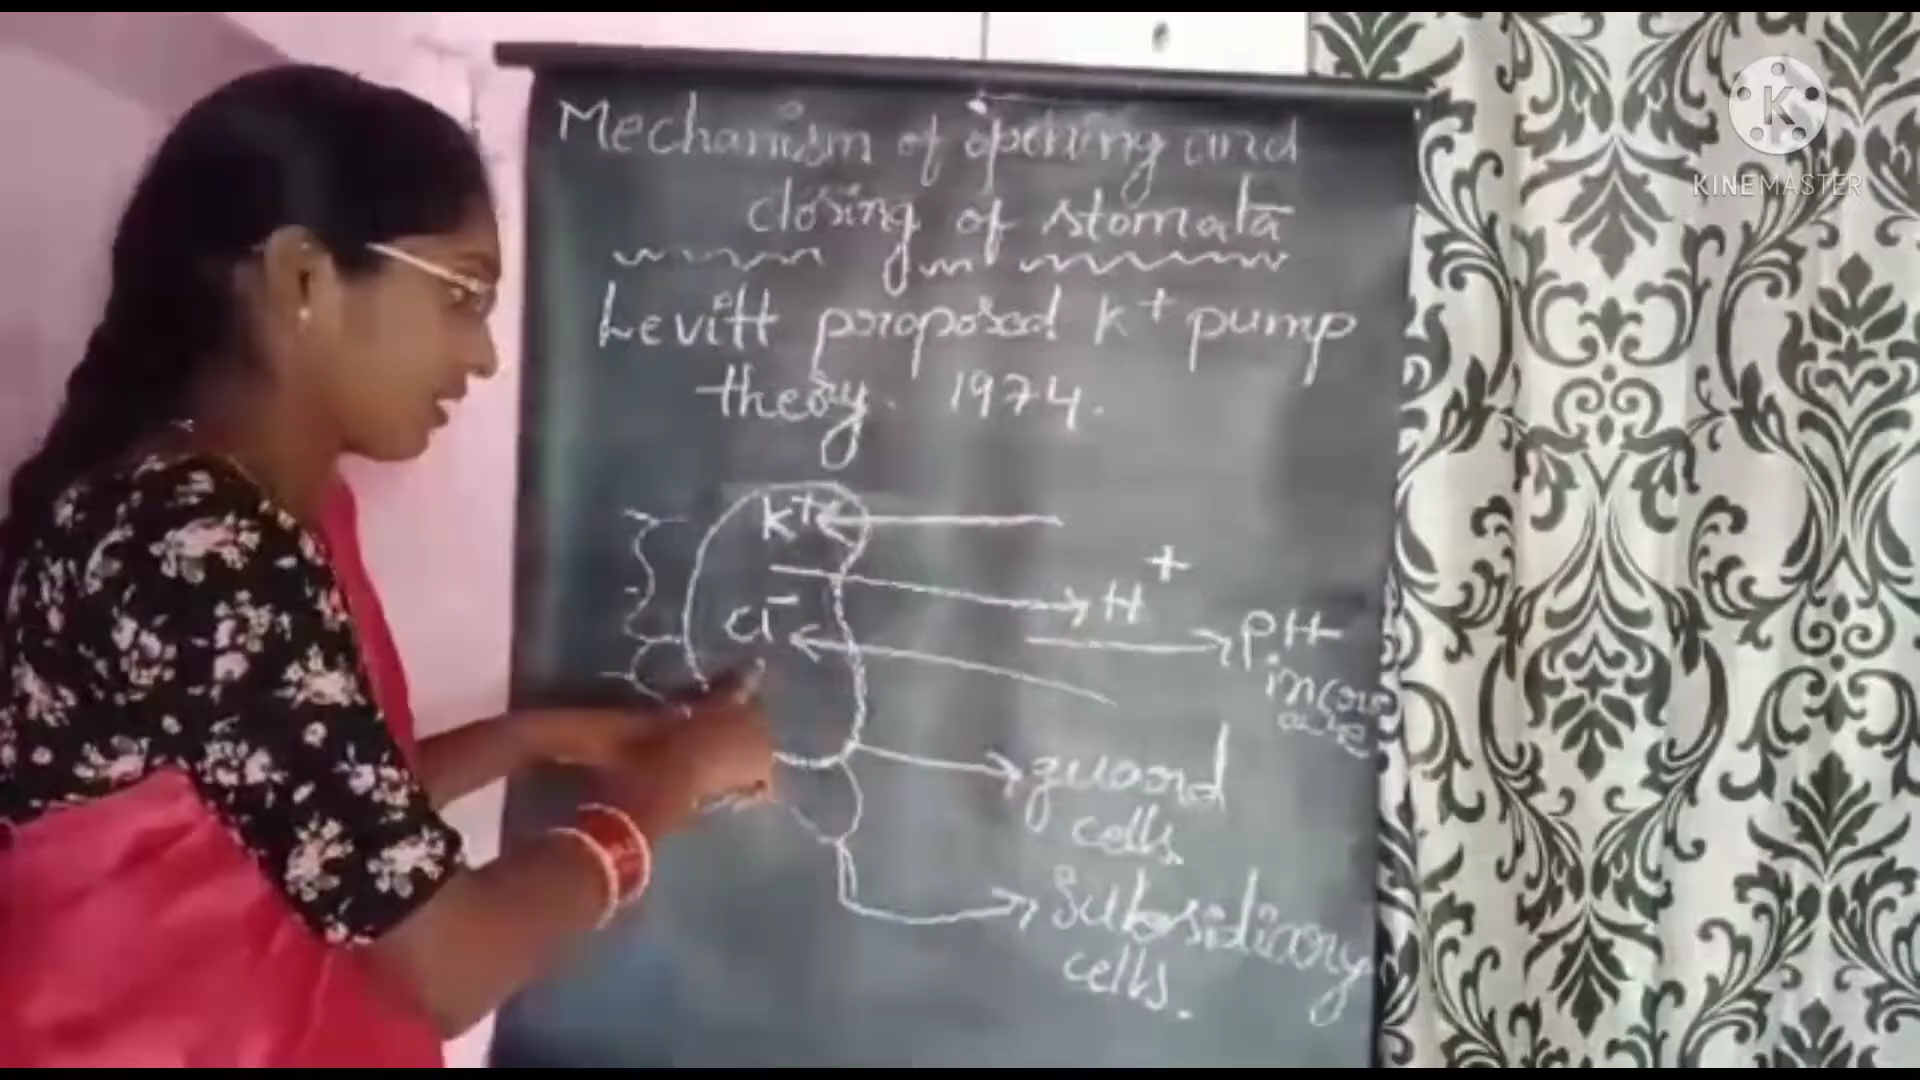 Mechanism of opening and
closing of stomata
Levitt proposed K+ pump
theory. 1974.
K+
H+
Cl-
PH
guard
cells.
Subsidiary
cells.
K
KINEMASTER